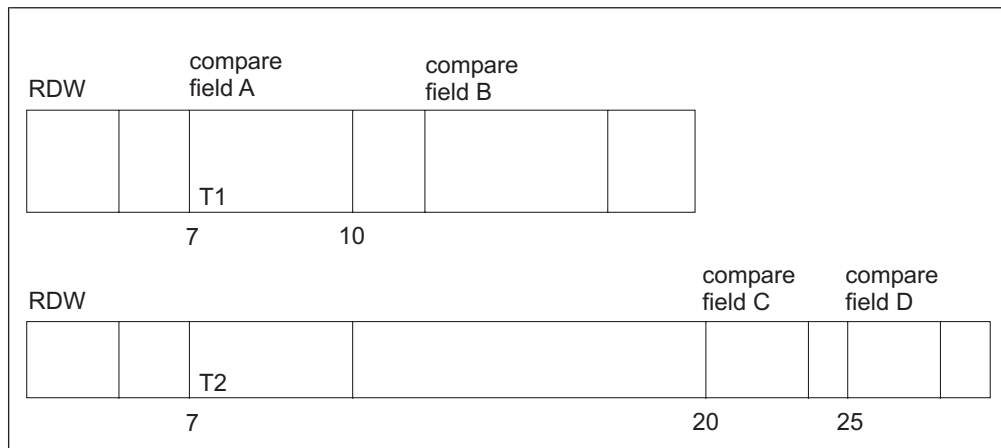 compare
field A
compare
field B
RDW
T1
7 10
compare
field C
compare
field D
RDW
T2
7 20 25